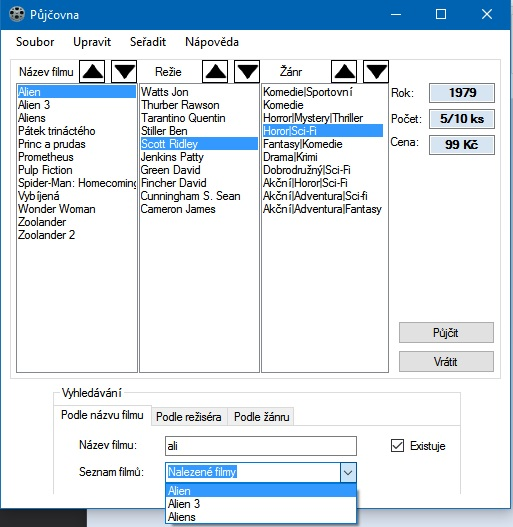 Půjčovna
Soubor Upravit Seřadit Nápověda
Název filmu Režie Žánr
Alien
Alien 3
Aliens
Pátek trináctého
Princ a prudas
Prometheus
Pulp Fiction
Spider-Man: Homecoming
Vybíjená
Wonder Woman
Zoolander
Zoolander 2
Watts Jon
Thurber Rawson
Tarantino Quentin
Stiller Ben
Scott Ridley
Jenkins Patty
Green David
Fincher David
Cunningham S. Sean
Cameron James
Komedie|Sportovní
Komedie
Horror|Mystery|Thriller
Horor|Sci-Fi
Fantasy|Komedie
Drama|Krimi
Dobrodružný|Sci-Fi
Akční|Horor|Sci-Fi
Akční|Adventura|Sci-fi
Akční|Adventura|Fantasy
Rok: 1979
Počet: 5/10 ks
Cena: 99 Kč
Půjčit
Vrátit
Vyhledávání
Podle názvu filmu Podle režiséra Podle žánru
Název filmu: ali Existuje
Seznam filmů: Nalezené filmy
Alien
Alien 3
Aliens